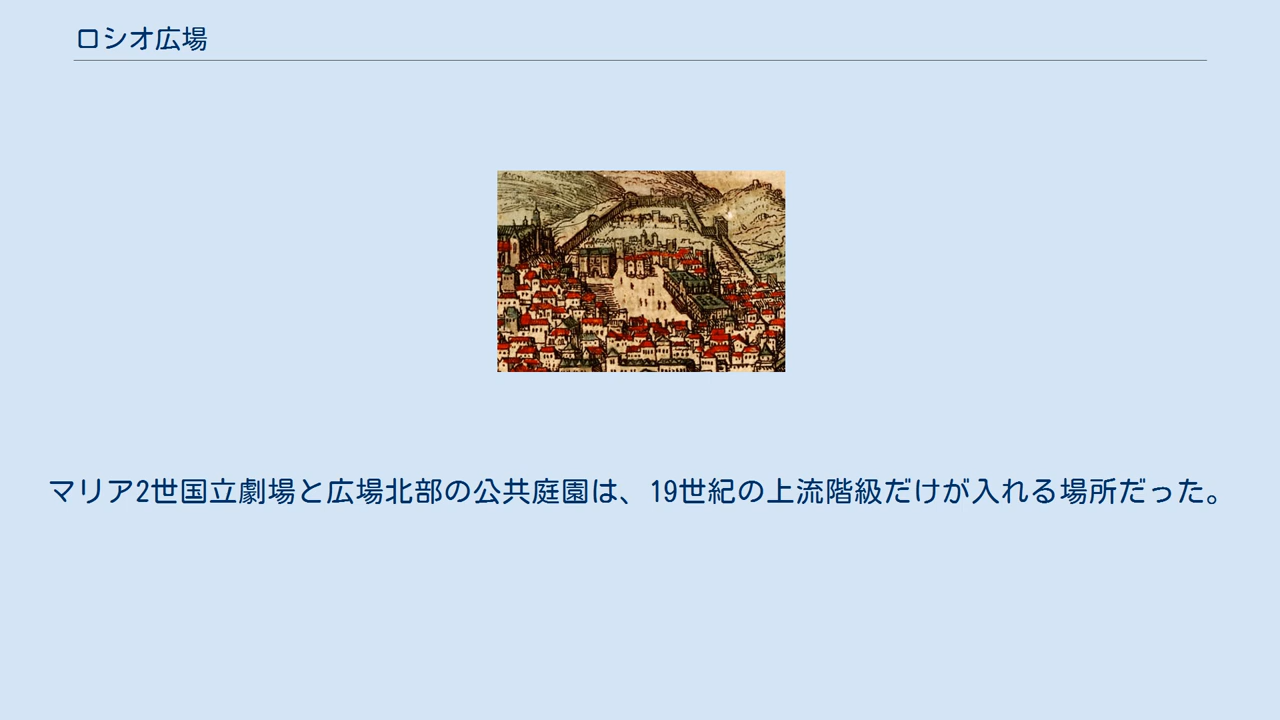 ロシオ広場
マリア2世国立劇場と広場北部の公共庭園は、19世紀の上流階級だけが入れる場所だった。